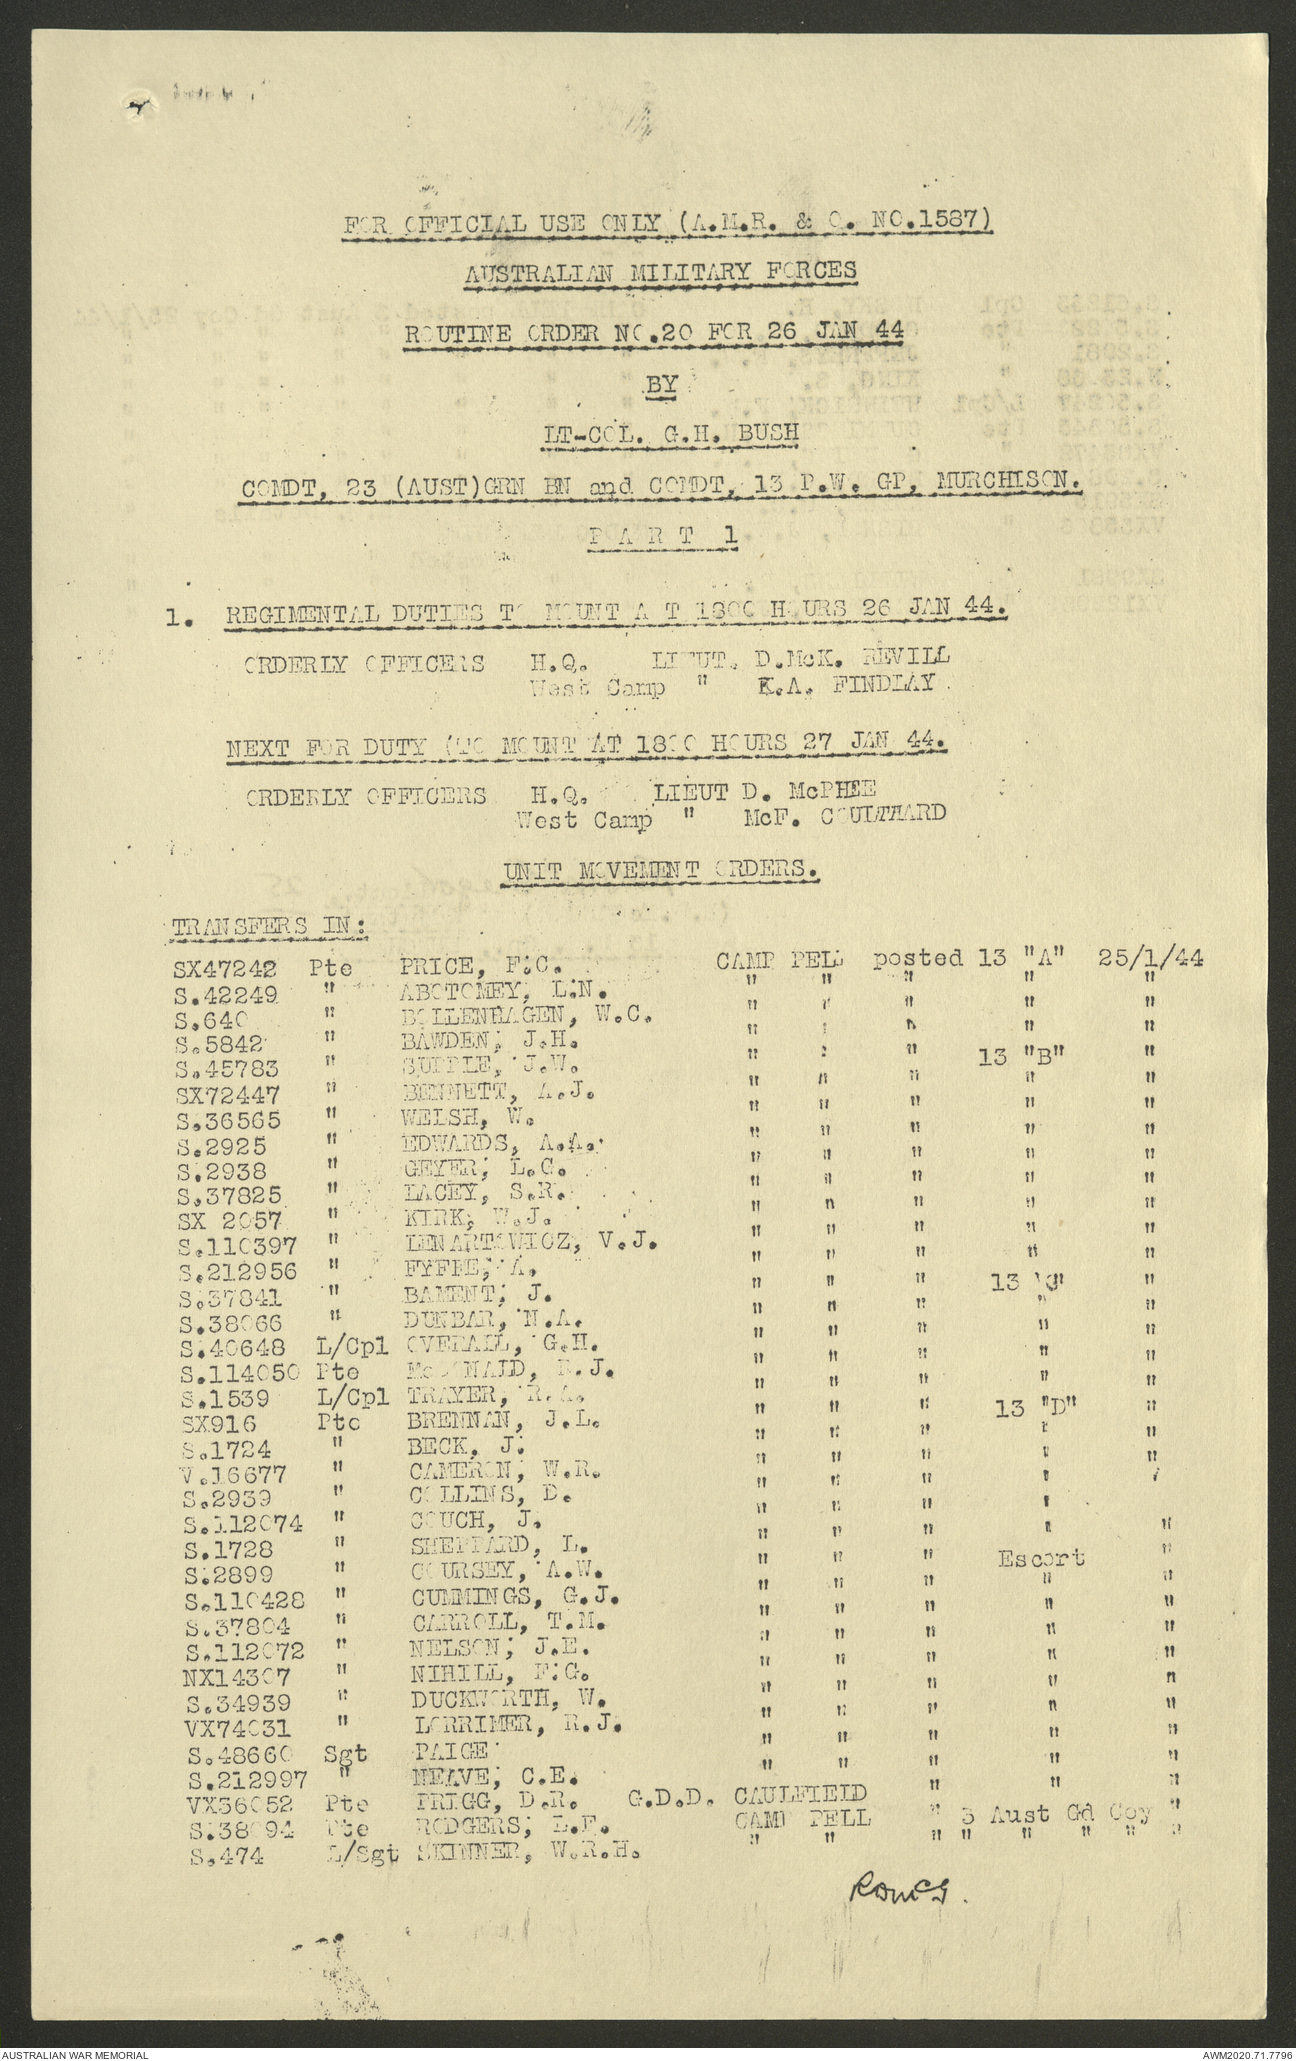 FOR OFFICIAL USE ONLY (A.M.R. & O. NO.1587)
AUSTRALIAN MILITARY FORCES
ROUTINE ORDER NO.20 FOR 26 JAN 44
BY
LT-COL. G.H. BUSH
COMDT, 23 (AUST)GRN BN and COMDT, 13 P.W. GP, MURCHISON.
P A R T  1
1. REGIMENTAL DUTIES TO MOUNT A T 1800 HOURS 26 JAN 44.
ORDERLY OFFICERS H.Q. LIEUT. D.McK. REVILL
West Camp " K.A. FINDLAY
NEXT FOR DUTY (TO MOUNT AT 1800 HOURS 27 JAN 44.
ORDERLY OFFICERS H.Q. LIEUT D. McPHEE
West Camp " McF. COULTHARD
UNIT MOVEMENT ORDERS.
TRANSFERS IN:
SX47242 Pte PRICE, F.C. CAMP PELL posted 13 "A" 25/1/44
S.42249 " ABOTOMEY, L.N. " " " " "
S.640 " BOLLENHAGEN, W.C. " " " " "
S.5842 " BAWDEN, J.H. " " " " "
S.45783 " SUPPLE, J.W. " " " 13 "B" "
SX72447 " BENNETT, A.J. " " " " "
S.36565 " WELSH, W. " " " " "
S.2925 " EDWARDS, A.A. " " " " "
S.2938 " GEYER, L.G. " " " " "
S.37825 " LACEY, S.R. " " " " "
SX 2057 " KIRK, W.J. " " " " "
S.110397 " LENARTOWICZ, V.J. " " " " "
S.212956 " FYFFE, A. " " " " "
S.37841 " BAMENT, J. " " " 13 "C" "
S.38066 " DUNBAR, N.A. " " " " "
S.40648 L/Cpl OVERALL, G.H. " " " " "
S.114050 Pte McDONALD, R.J. " " " " "
S.1539 L/Cpl TRAYER, R.A. " " " " "
SX916 Pte BRENNAN, J.L. " " " 13 "D" "
S.1724 " BECK, J. " " " " "
V.16677 " CAMERON, W.R. " " " " "
S.2939 " COLLINS, D. " " " " "
S.112074 " COUCH, J. " " " "
S.1728 " SHEPPARD, L. " " " " "
S.2899 " COURSEY, A.W. " " " Escort "
S.110428 " CUMMINGS, G.J. " " " " "
S.37804 " CARROLL, T.M. " " " " "
S.112072 " NELSON, J.E. " " " " "
NX14307 " NIHILL, F.G. " " " " "
S.34939 " DUCKWORTH, W. " " " " "
VX74031 " LORRIMER, R.J. " " " " "
S.48660 Sgt PAIGE " " " " "
S.212997 " NEAVE, C.E. " " " " "
VX36052 Pte PRIGG, D.R. G.D.D. CAULFIELD " " "
S.38094 Pte RODGERS, L.F. CAMP PELL " 3 Aust Gd Coy "
S.474 L/Sgt SKINNER, W.R.H. " " " " " " " "
AUSTRALIAN WAR MEMORIAL
AWM2020.71.7796